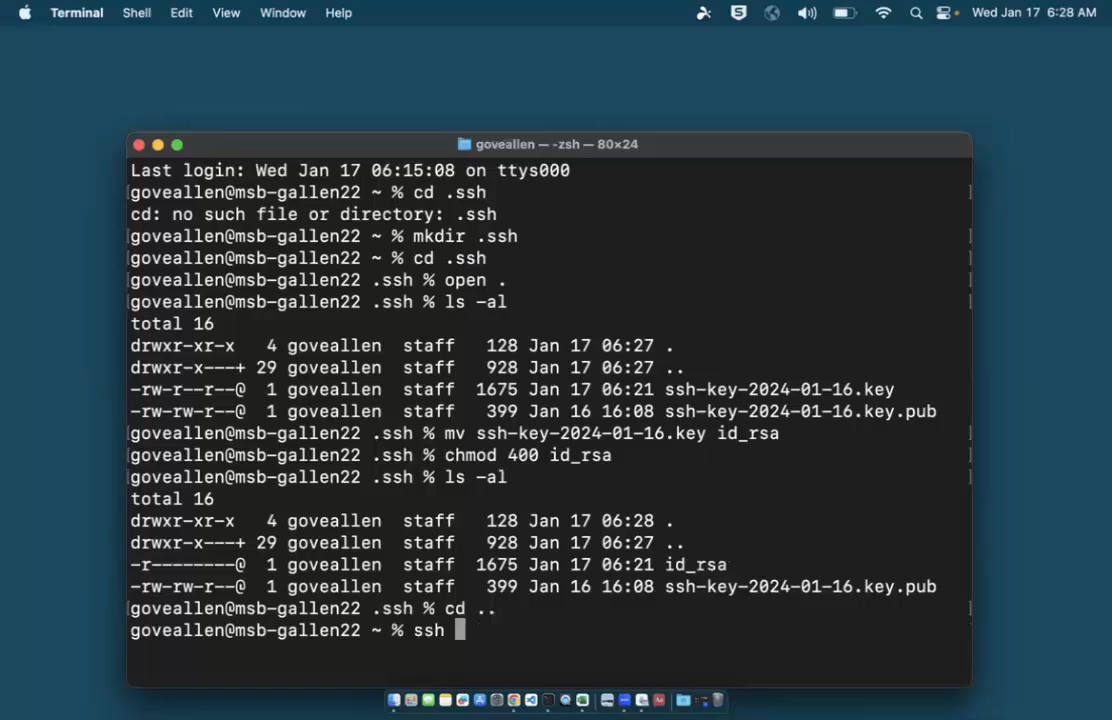 Terminal Shell Edit View Window Help Wed Jan 17 6:28 AM
goveallen — -zsh — 80×24
Last login: Wed Jan 17 06:15:08 on ttys000
[goveallen@msb-gallen22 ~ % cd .ssh ]
cd: no such file or directory: .ssh
[goveallen@msb-gallen22 ~ % mkdir .ssh ]
[goveallen@msb-gallen22 ~ % cd .ssh ]
[goveallen@msb-gallen22 .ssh % open . ]
[goveallen@msb-gallen22 .ssh % ls -al ]
total 16
drwxr-xr-x 4 goveallen staff 128 Jan 17 06:27 .
drwxr-x---+ 29 goveallen staff 928 Jan 17 06:27 ..
-rw-r--r--@ 1 goveallen staff 1675 Jan 17 06:21 ssh-key-2024-01-16.key
-rw-rw-r--@ 1 goveallen staff 399 Jan 16 16:08 ssh-key-2024-01-16.key.pub
[goveallen@msb-gallen22 .ssh % mv ssh-key-2024-01-16.key id_rsa ]
[goveallen@msb-gallen22 .ssh % chmod 400 id_rsa ]
[goveallen@msb-gallen22 .ssh % ls -al ]
total 16
drwxr-xr-x 4 goveallen staff 128 Jan 17 06:28 .
drwxr-x---+ 29 goveallen staff 928 Jan 17 06:27 ..
-r--------@ 1 goveallen staff 1675 Jan 17 06:21 id_rsa
-rw-rw-r--@ 1 goveallen staff 399 Jan 16 16:08 ssh-key-2024-01-16.key.pub
[goveallen@msb-gallen22 .ssh % cd .. ]
goveallen@msb-gallen22 ~ % ssh